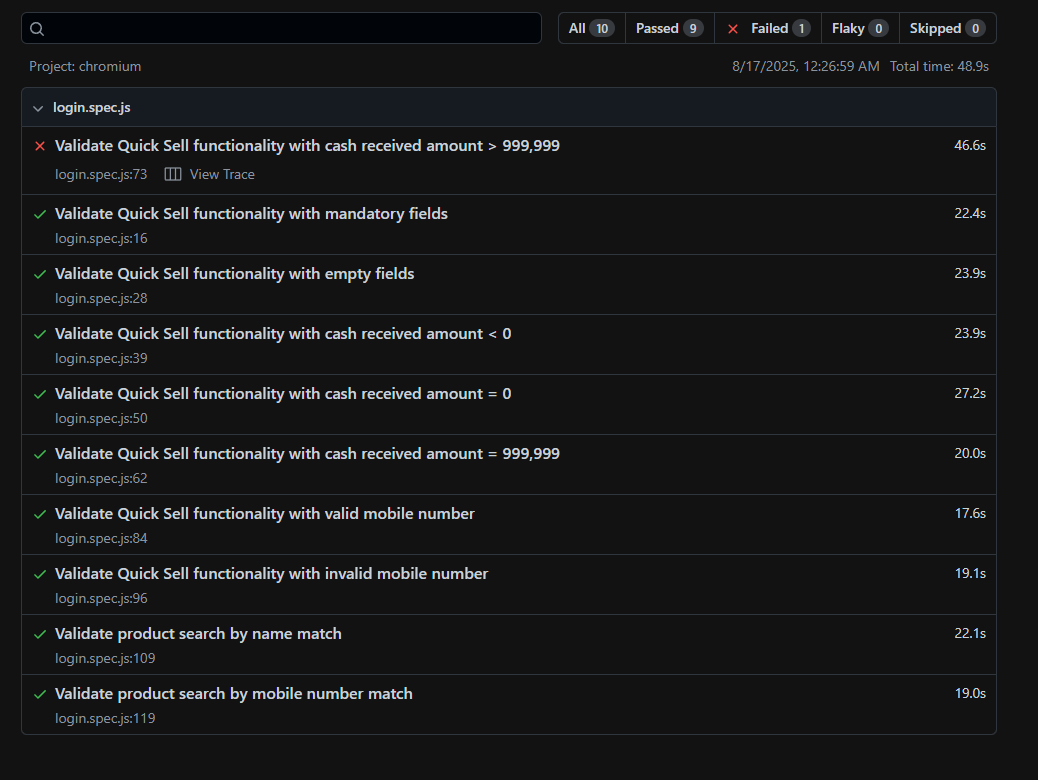 All 10 Passed 9 Failed 1 Flaky 0 Skipped 0
Project: chromium 8/17/2025, 12:26:59 AM Total time: 48.9s
login.spec.js
Validate Quick Sell functionality with cash received amount > 999,999 46.6s
login.spec.js:73 View Trace
Validate Quick Sell functionality with mandatory fields 22.4s
login.spec.js:16
Validate Quick Sell functionality with empty fields 23.9s
login.spec.js:28
Validate Quick Sell functionality with cash received amount < 0 23.9s
login.spec.js:39
Validate Quick Sell functionality with cash received amount = 0 27.2s
login.spec.js:50
Validate Quick Sell functionality with cash received amount = 999,999 20.0s
login.spec.js:62
Validate Quick Sell functionality with valid mobile number 17.6s
login.spec.js:84
Validate Quick Sell functionality with invalid mobile number 19.1s
login.spec.js:96
Validate product search by name match 22.1s
login.spec.js:109
Validate product search by mobile number match 19.0s
login.spec.js:119